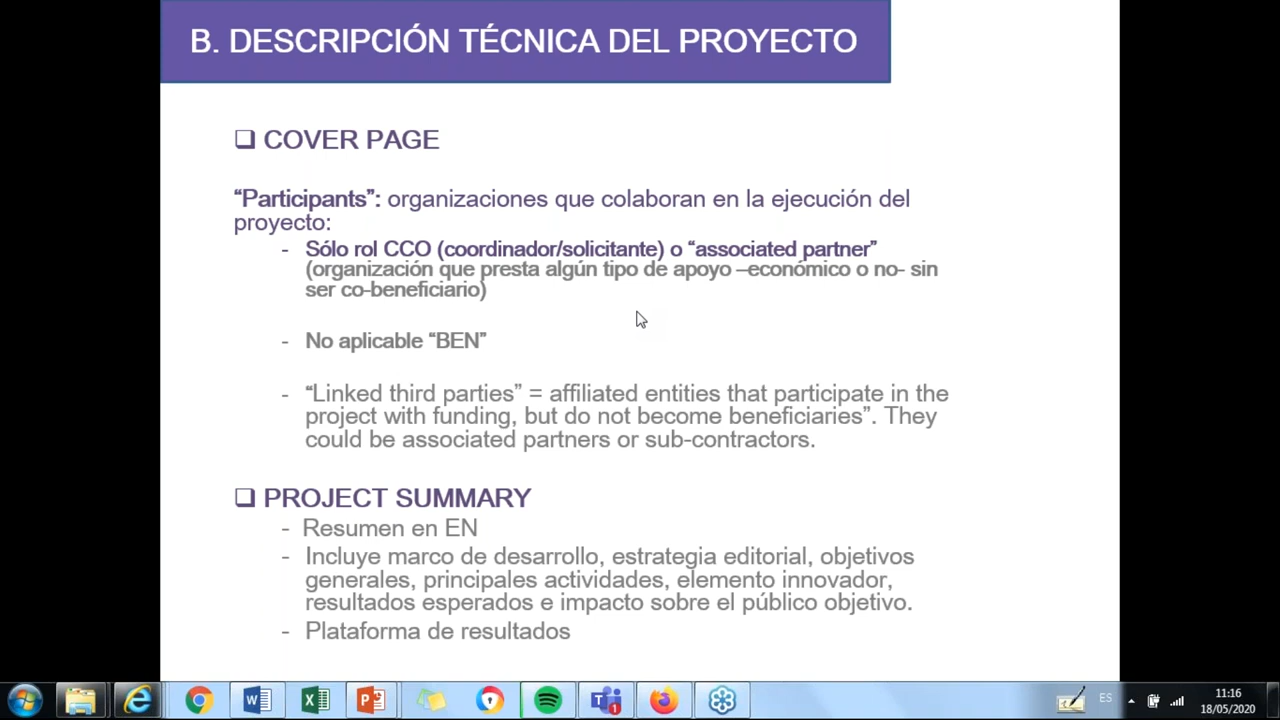 B. DESCRIPCIÓN TÉCNICA DEL PROYECTO
❑ COVER PAGE
“Participants”: organizaciones que colaboran en la ejecución del
proyecto:
- Sólo rol CCO (coordinador/solicitante) o “associated partner”
(organización que presta algún tipo de apoyo –económico o no- sin
ser co-beneficiario)
- No aplicable “BEN”
- “Linked third parties” = affiliated entities that participate in the
project with funding, but do not become beneficiaries”. They
could be associated partners or sub-contractors.
❑ PROJECT SUMMARY
- Resumen en EN
- Incluye marco de desarrollo, estrategia editorial, objetivos
generales, principales actividades, elemento innovador,
resultados esperados e impacto sobre el público objetivo.
- Plataforma de resultados
ES
11:16
18/05/2020